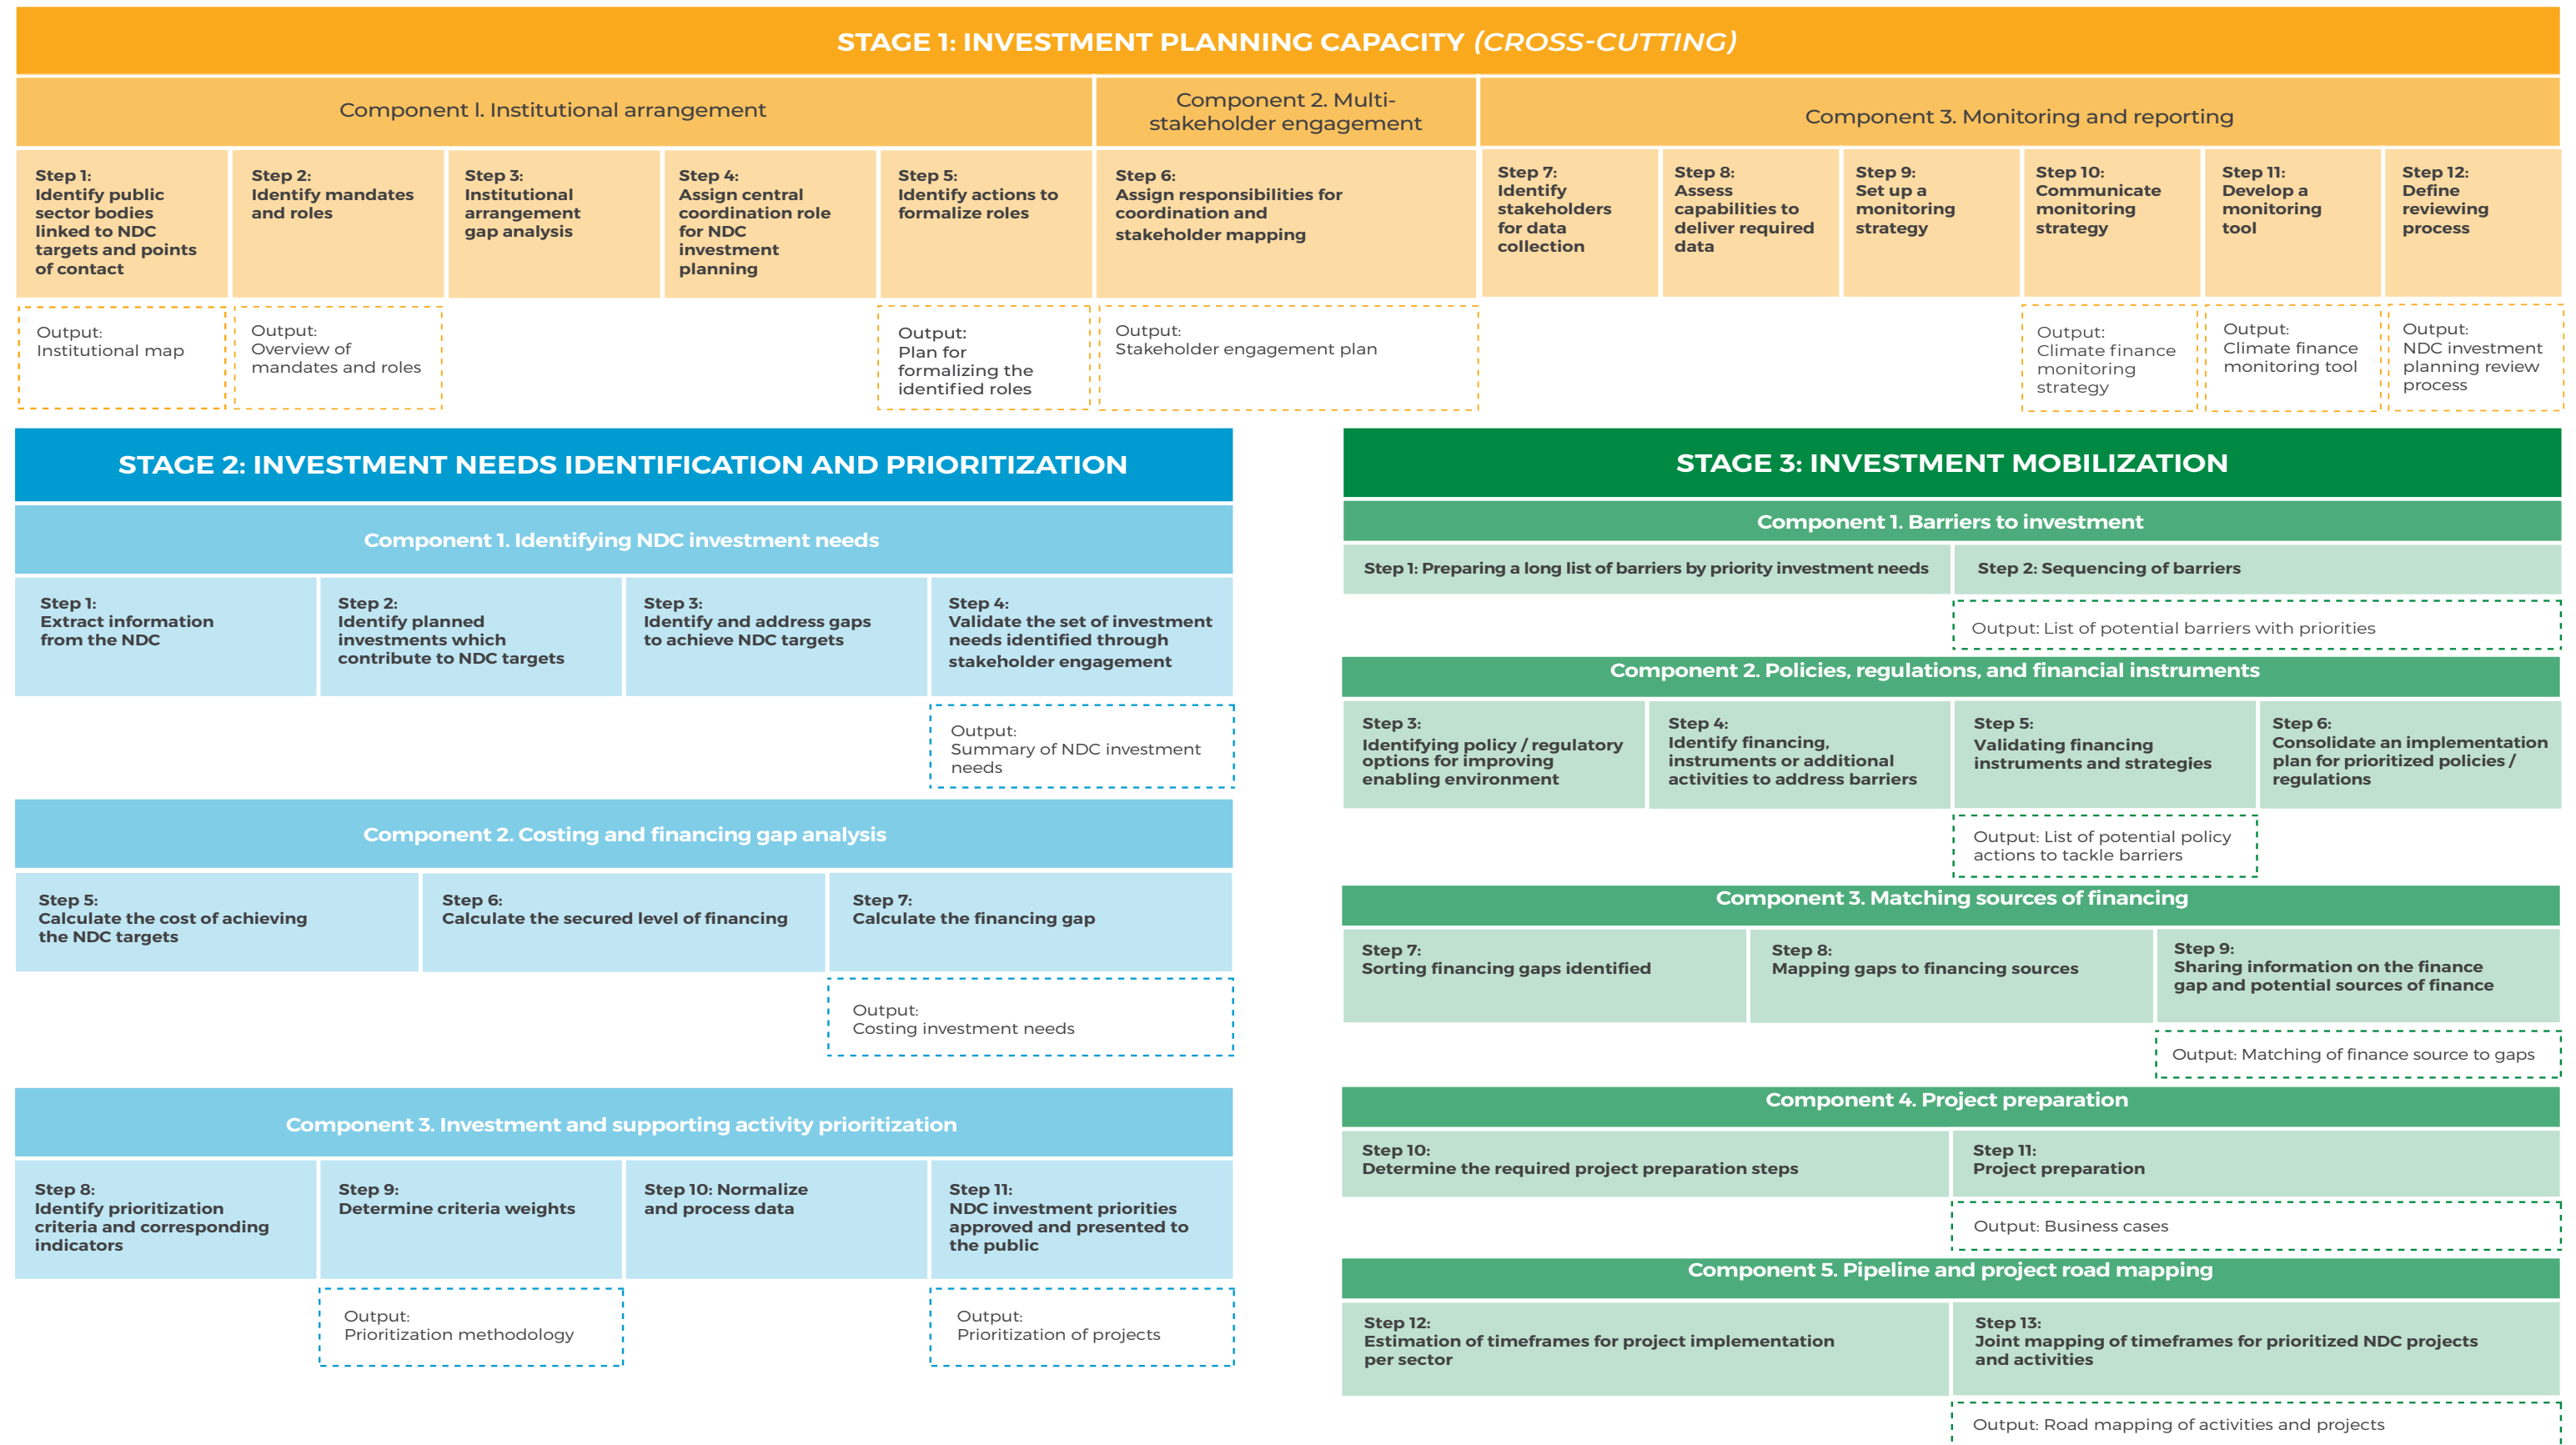 STAGE 1: INVESTMENT PLANNING CAPACITY (CROSS-CUTTING)
Component l. Institutional arrangement
Component 2. Multi-
stakeholder engagement
Component 3. Monitoring and reporting
Step 1:
Identify public
sector bodies
linked to NDC
targets and points
of contact
Step 2:
Identify mandates
and roles
Step 3:
Institutional
arrangement
gap analysis
Step 4:
Assign central
coordination role
for NDC
investment
planning
Step 5:
Identify actions to
formalize roles
Step 6:
Assign responsibilities for
coordination and
stakeholder mapping
Step 7:
Identify
stakeholders
for data
collection
Step 8:
Assess
capabilities to
deliver required
data
Step 9:
Set up a
monitoring
strategy
Step 10:
Communicate
monitoring
strategy
Step 11:
Develop a
monitoring
tool
Step 12:
Define
reviewing
process
Output:
Institutional map
Output:
Overview of
mandates and roles
Output:
Plan for
formalizing the
identified roles
Output:
Stakeholder engagement plan
Output:
Climate finance
monitoring
strategy
Output:
Climate finance
monitoring tool
Output:
NDC investment
planning review
process
STAGE 2: INVESTMENT NEEDS IDENTIFICATION AND PRIORITIZATION
Component 1. Identifying NDC investment needs
Step 1:
Extract information
from the NDC
Step 2:
Identify planned
investments which
contribute to NDC targets
Step 3:
Identify and address gaps
to achieve NDC targets
Step 4:
Validate the set of investment
needs identified through
stakeholder engagement
Output:
Summary of NDC investment
needs
Component 2. Costing and financing gap analysis
Step 5:
Calculate the cost of achieving
the NDC targets
Step 6:
Calculate the secured level of financing
Step 7:
Calculate the financing gap
Output:
Costing investment needs
Component 3. Investment and supporting activity prioritization
Step 8:
Identify prioritization
criteria and corresponding
indicators
Step 9:
Determine criteria weights
Step 10: Normalize
and process data
Step 11:
NDC investment priorities
approved and presented to
the public
Output:
Prioritization methodology
Output:
Prioritization of projects
STAGE 3: INVESTMENT MOBILIZATION
Component 1. Barriers to investment
Step 1: Preparing a long list of barriers by priority investment needs
Step 2: Sequencing of barriers
Output: List of potential barriers with priorities
Component 2. Policies, regulations, and financial instruments
Step 3:
Identifying policy / regulatory
options for improving
enabling environment
Step 4:
Identify financing,
instruments or additional
activities to address barriers
Step 5:
Validating financing
instruments and strategies
Step 6:
Consolidate an implementation
plan for prioritized policies /
regulations
Output: List of potential policy
actions to tackle barriers
Component 3. Matching sources of financing
Step 7:
Sorting financing gaps identified
Step 8:
Mapping gaps to financing sources
Step 9:
Sharing information on the finance
gap and potential sources of finance
Output: Matching of finance source to gaps
Component 4. Project preparation
Step 10:
Determine the required project preparation steps
Step 11:
Project preparation
Output: Business cases
Component 5. Pipeline and project road mapping
Step 12:
Estimation of timeframes for project implementation
per sector
Step 13:
Joint mapping of timeframes for prioritized NDC projects
and activities
Output: Road mapping of activities and projects